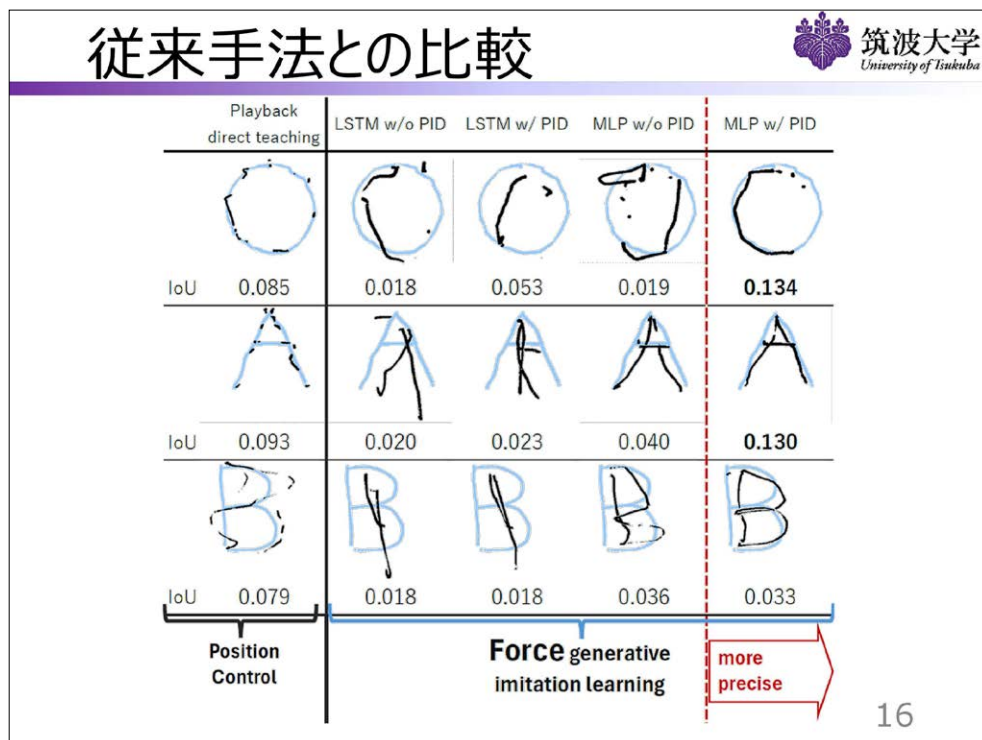 従来手法との比較
筑波大学
University of Tsukuba
Playback direct teaching LSTM w/o PID LSTM w/ PID MLP w/o PID MLP w/ PID
IoU 0.085 0.018 0.053 0.019 0.134
IoU 0.093 0.020 0.023 0.040 0.130
IoU 0.079 0.018 0.018 0.036 0.033
Position
Control
Force generative
imitation learning
more
precise
16